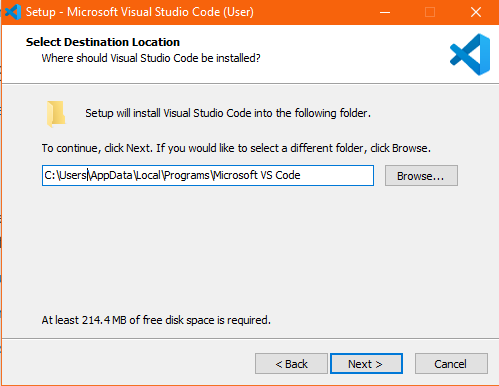 Setup - Microsoft Visual Studio Code (User)
Select Destination Location
Where should Visual Studio Code be installed?
Setup will install Visual Studio Code into the following folder.
To continue, click Next. If you would like to select a different folder, click Browse.
C:\Users\AppData\Local\Programs\Microsoft VS Code
Browse...
At least 214.4 MB of free disk space is required.
< Back
Next >
Cancel